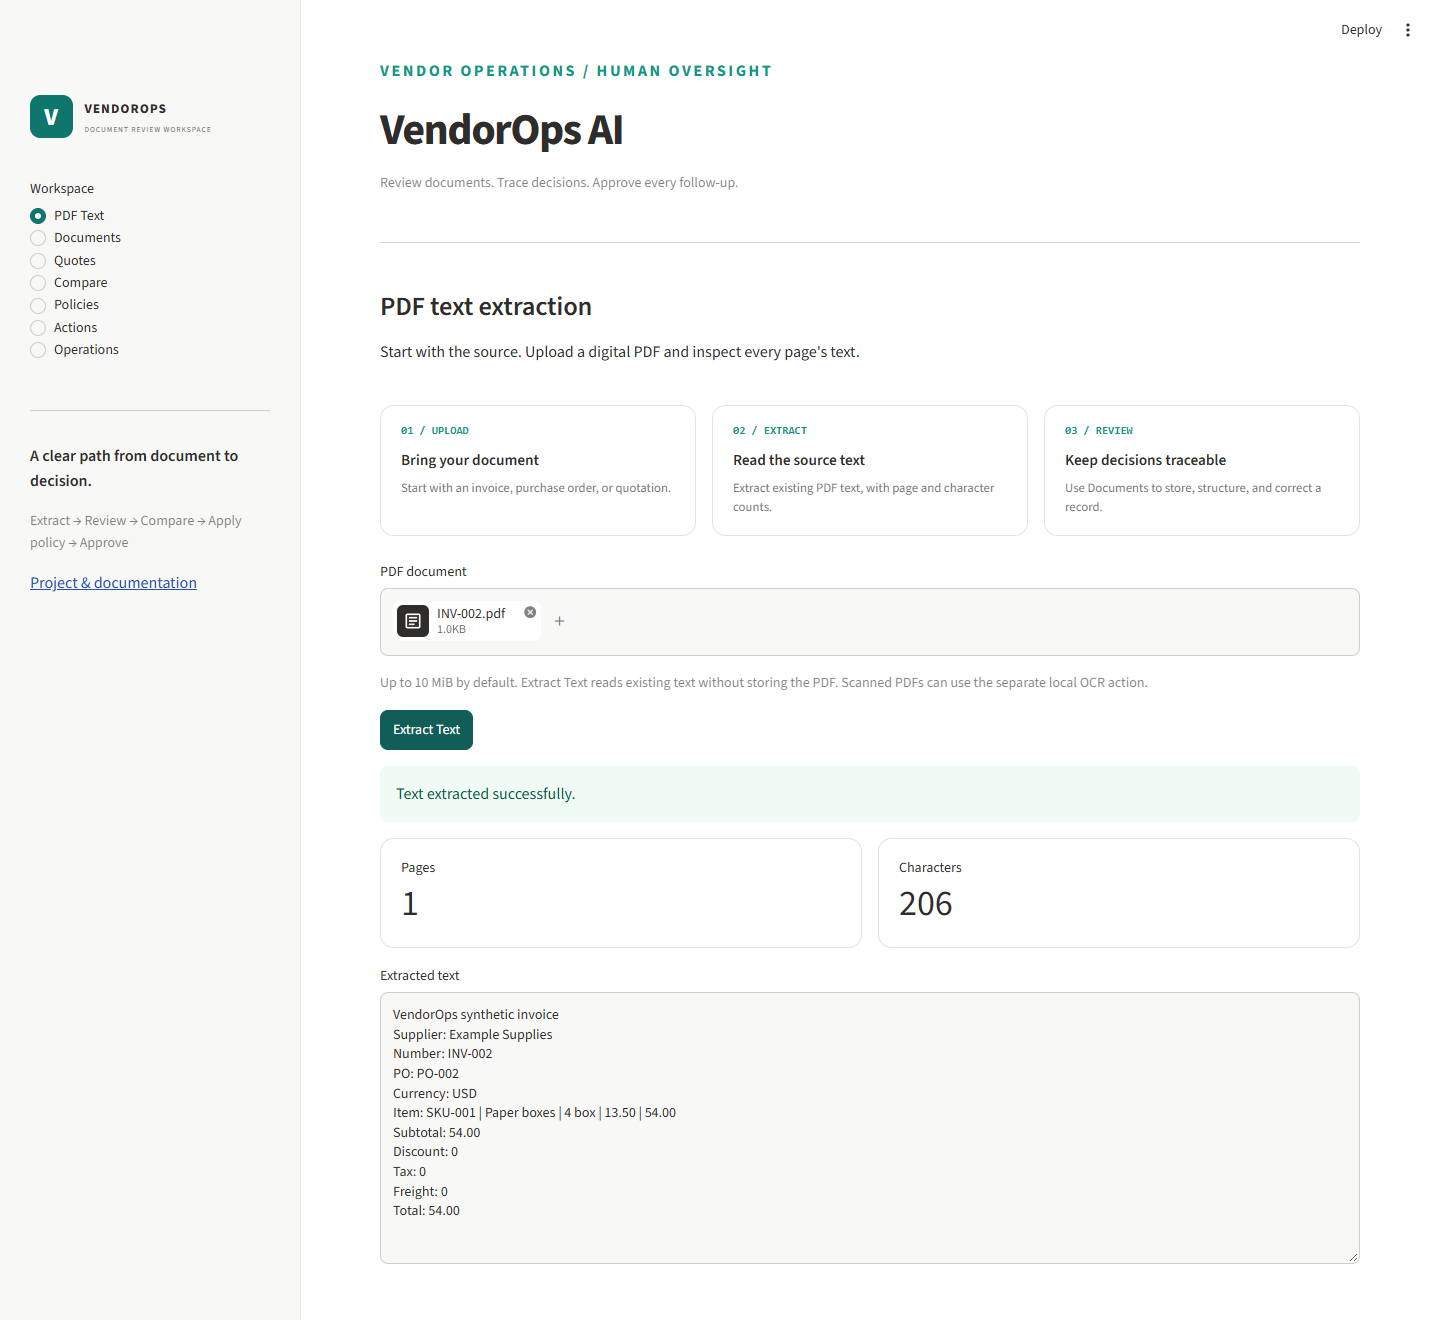 Deploy
V
VENDOROPS
DOCUMENT REVIEW WORKSPACE
Workspace
PDF Text
Documents
Quotes
Compare
Policies
Actions
Operations
A clear path from document to
decision.
Extract → Review → Compare → Apply
policy → Approve
Project & documentation
VENDOR OPERATIONS / HUMAN OVERSIGHT
VendorOps AI
Review documents. Trace decisions. Approve every follow-up.
PDF text extraction
Start with the source. Upload a digital PDF and inspect every page's text.
01 / UPLOAD
Bring your document
Start with an invoice, purchase order, or quotation.
02 / EXTRACT
Read the source text
Extract existing PDF text, with page and character
counts.
03 / REVIEW
Keep decisions traceable
Use Documents to store, structure, and correct a
record.
PDF document
INV-002.pdf
1.0KB
Up to 10 MiB by default. Extract Text reads existing text without storing the PDF. Scanned PDFs can use the separate local OCR action.
Extract Text
Text extracted successfully.
Pages
1
Characters
206
Extracted text
VendorOps synthetic invoice
Supplier: Example Supplies
Number: INV-002
PO: PO-002
Currency: USD
Item: SKU-001 | Paper boxes | 4 box | 13.50 | 54.00
Subtotal: 54.00
Discount: 0
Tax: 0
Freight: 0
Total: 54.00